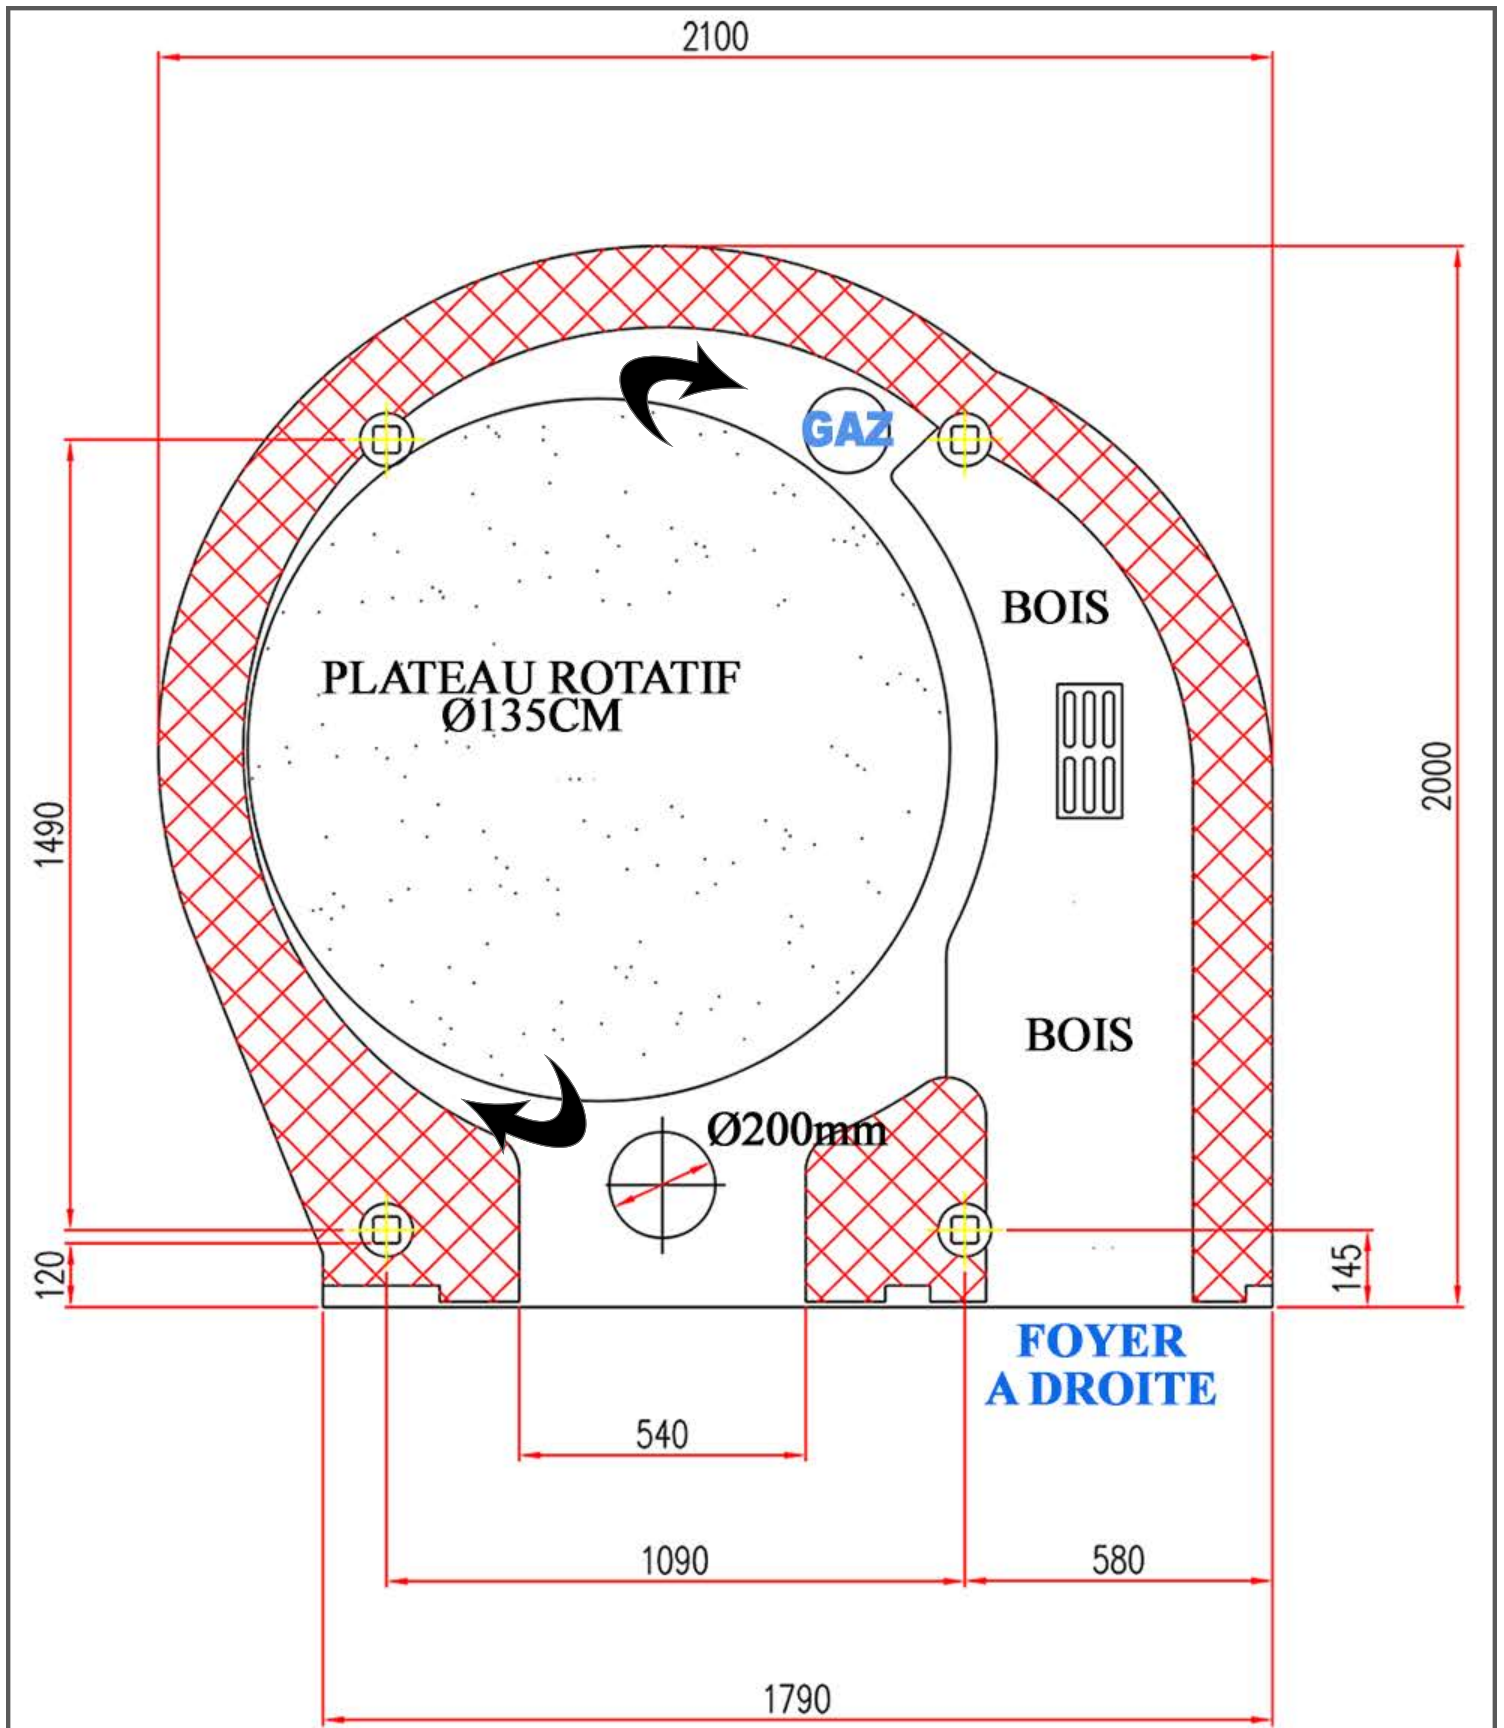 2100
GAZ
BOIS
PLATEAU ROTATIF
Ø135CM
2000
1490
BOIS
Ø200mm
120
145
FOYER
A DROITE
540
1090
580
1790